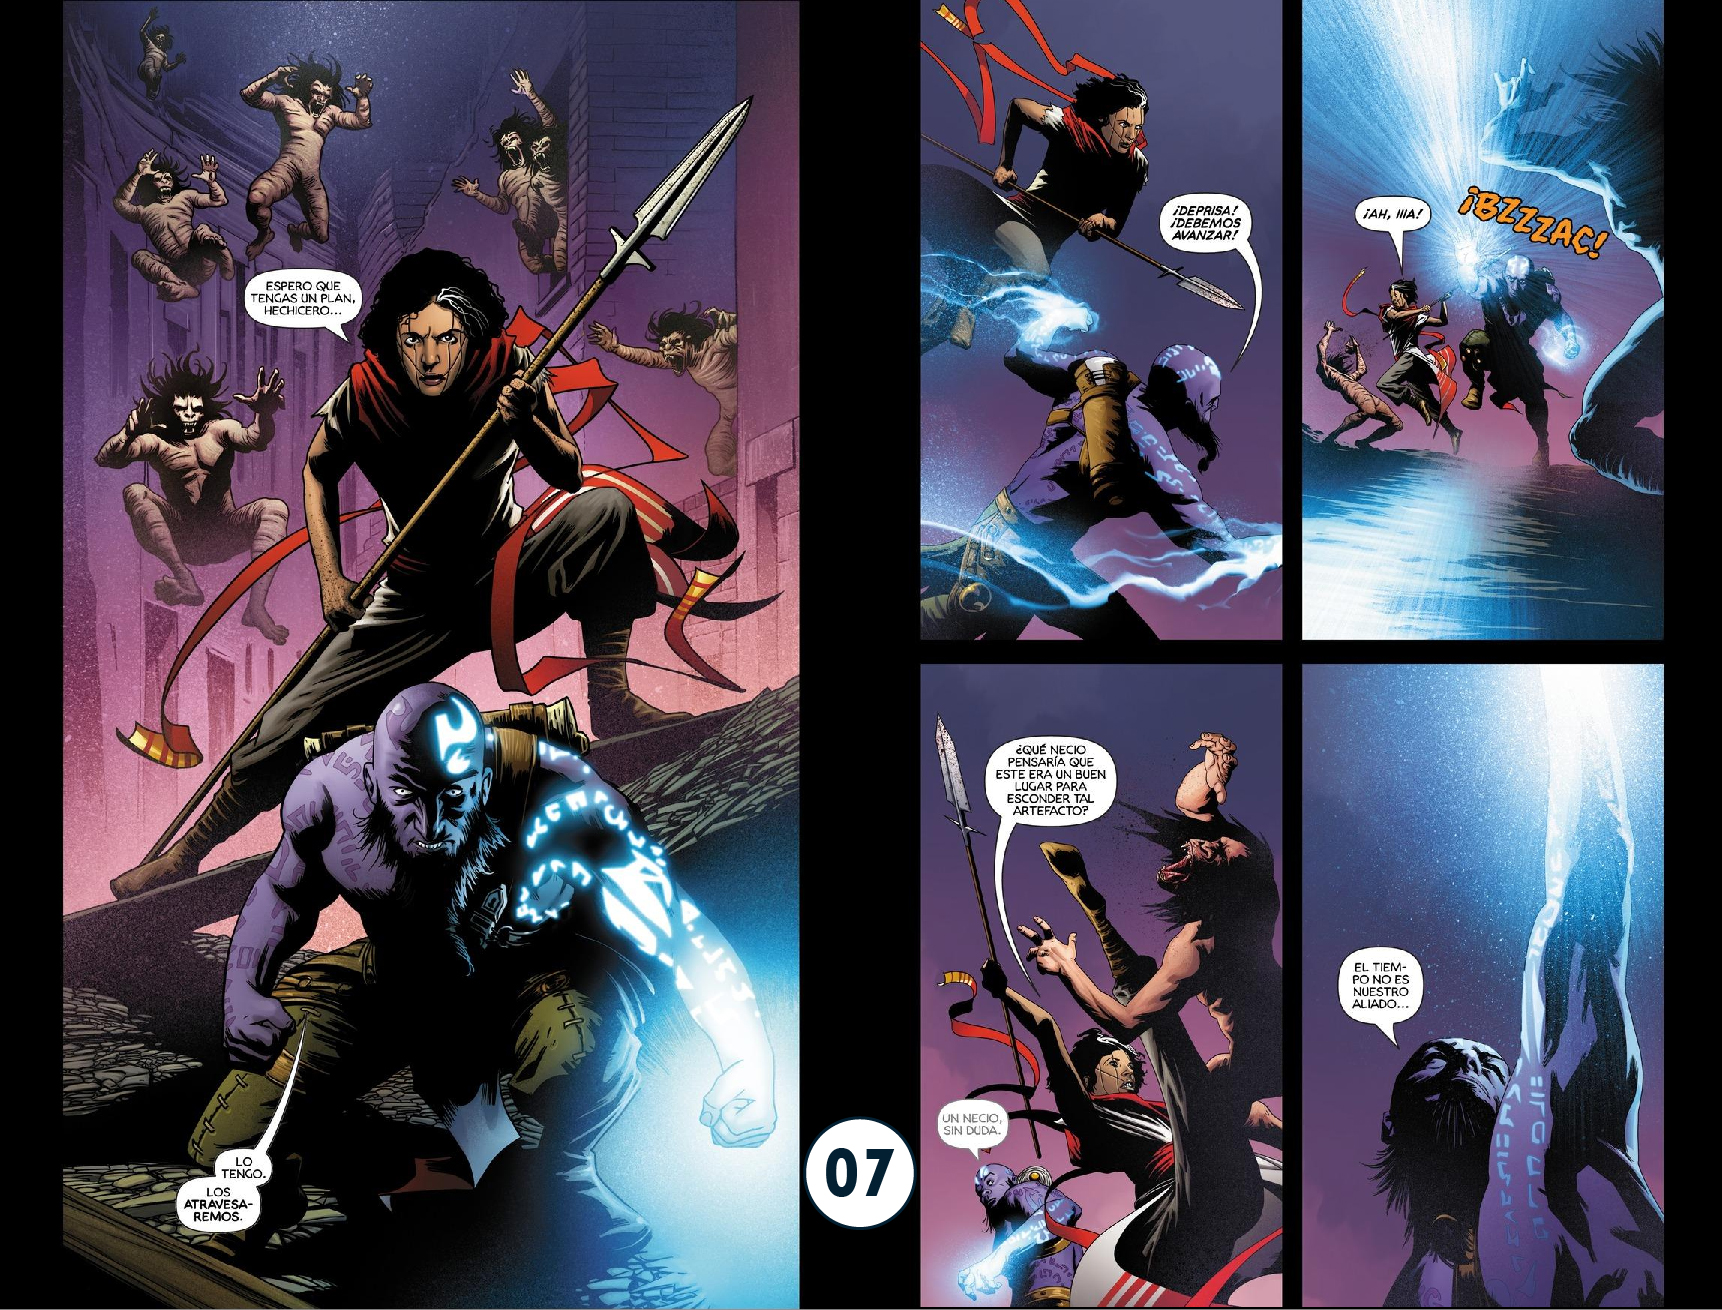 ESPERO QUE
TENGAS UN PLAN,
HECHICERO...
LO
TENGO.
LOS
ATRAVESA-
REMOS.
¡DEPRISA!
¡DEBEMOS
AVANZAR!
¡AH, IIIA!
¡BZZZAC!
¿QUÉ NECIO
PENSARÍA QUE
ESTE ERA UN BUEN
LUGAR PARA
ESCONDER TAL
ARTEFACTO?
UN NECIO,
SIN DUDA.
EL TIEM-
PO NO ES
NUESTRO
ALIADO...
07